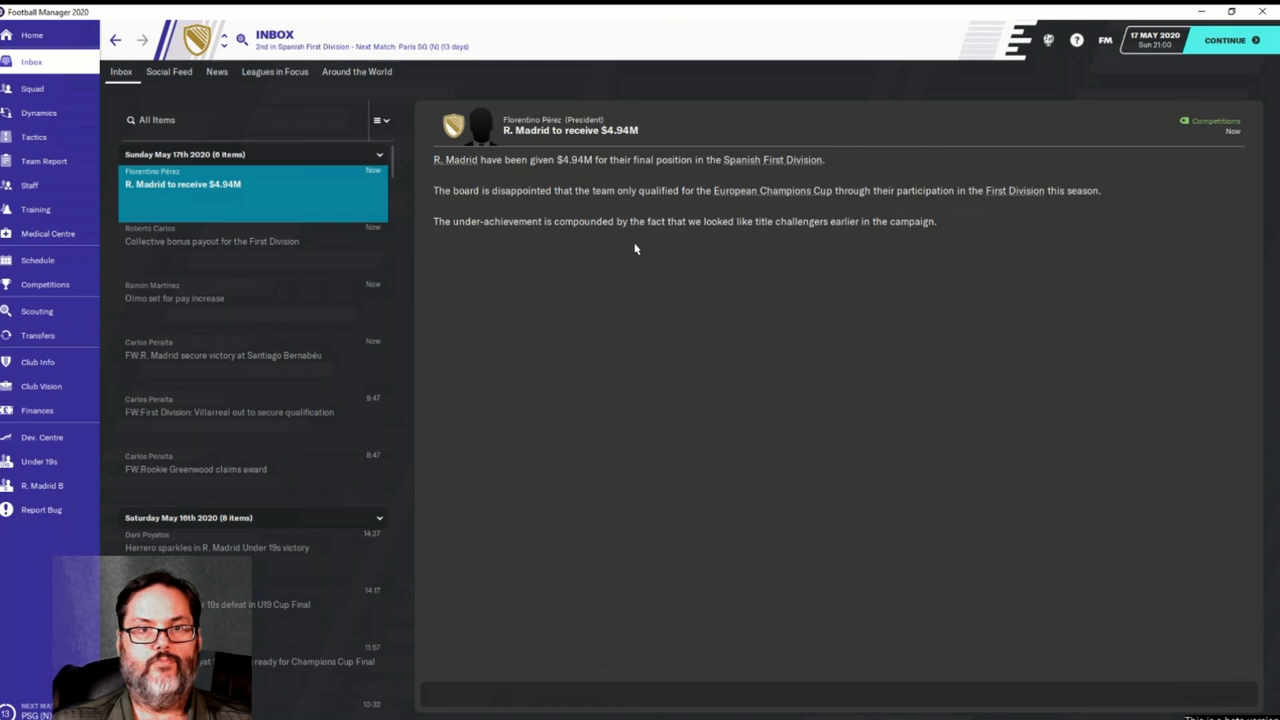 Football Manager 2020
Home
Inbox
Squad
Dynamics
Tactics
Team Report
Staff
Training
Medical Centre
Schedule
Competitions
Scouting
Transfers
Club Info
Club Vision
Finances
Dev. Centre
Under 19s
R. Madrid B
Report Bug
13
PSG (N)
INBOX
2nd in Spanish First Division - Next Match: Paris SG (N) (13 days)
FM
17 MAY 2020
Sun 21:00
CONTINUE
Inbox Social Feed News Leagues in Focus Around the World
All Items
Sunday May 17th 2020 (6 items)
Florentino Pérez Now
R. Madrid to receive $4.94M
Roberto Carlos Now
Collective bonus payout for the First Division
Ramón Martínez Now
Olmo set for pay increase
Carlos Peralta Now
FW:R. Madrid secure victory at Santiago Bernabéu
Carlos Peralta 9:47
FW:First Division: Villarreal out to secure qualification
Carlos Peralta 8:47
FW:Rookie Greenwood claims award
Saturday May 16th 2020 (8 items)
Dani Poyatos 14:27
Herrero sparkles in R. Madrid Under 19s victory
14:17
19s defeat in U19 Cup Final
11:57
ready for Champions Cup Final
10:32
Florentino Pérez (President)
R. Madrid to receive $4.94M
Competitions
Now
R. Madrid have been given $4.94M for their final position in the Spanish First Division.
The board is disappointed that the team only qualified for the European Champions Cup through their participation in the First Division this season.
The under-achievement is compounded by the fact that we looked like title challengers earlier in the campaign.